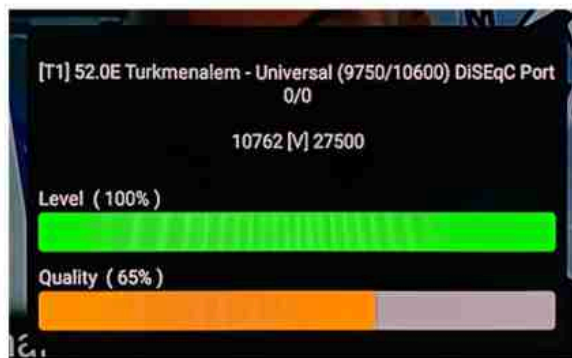 [T1] 52.0E Turkmenalem - Universal (9750/10600) DiSEqC Port
0/0
10762 [V] 27500
Level ( 100% )
Quality ( 65% )